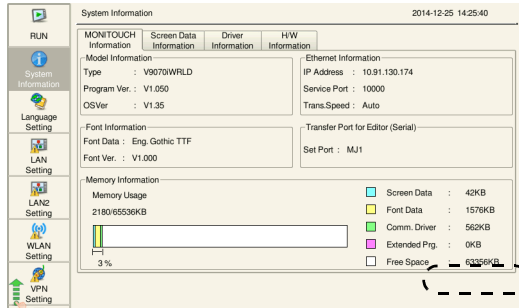 System Information 2014-12-25 14:25:40
RUN
System
Information
Language
Setting
LAN
Setting
LAN2
Setting
WLAN
Setting
VPN
Setting
MONITOUCH
Information
Screen Data
Information
Driver
Information
H/W
Information
Model Information
Type : V9070iWRLD
Program Ver. : V1.050
OSVer : V1.35
Ethernet Information
IP Address : 10.91.130.174
Service Port : 10000
Trans.Speed : Auto
Font Information
Font Data : Eng. Gothic TTF
Font Ver. : V1.000
Transfer Port for Editor (Serial)
Set Port : MJ1
Memory Information
Memory Usage
2180/65536KB
3 %
Screen Data : 42KB
Font Data : 1576KB
Comm. Driver : 562KB
Extended Prg. : 0KB
Free Space : 63356KB